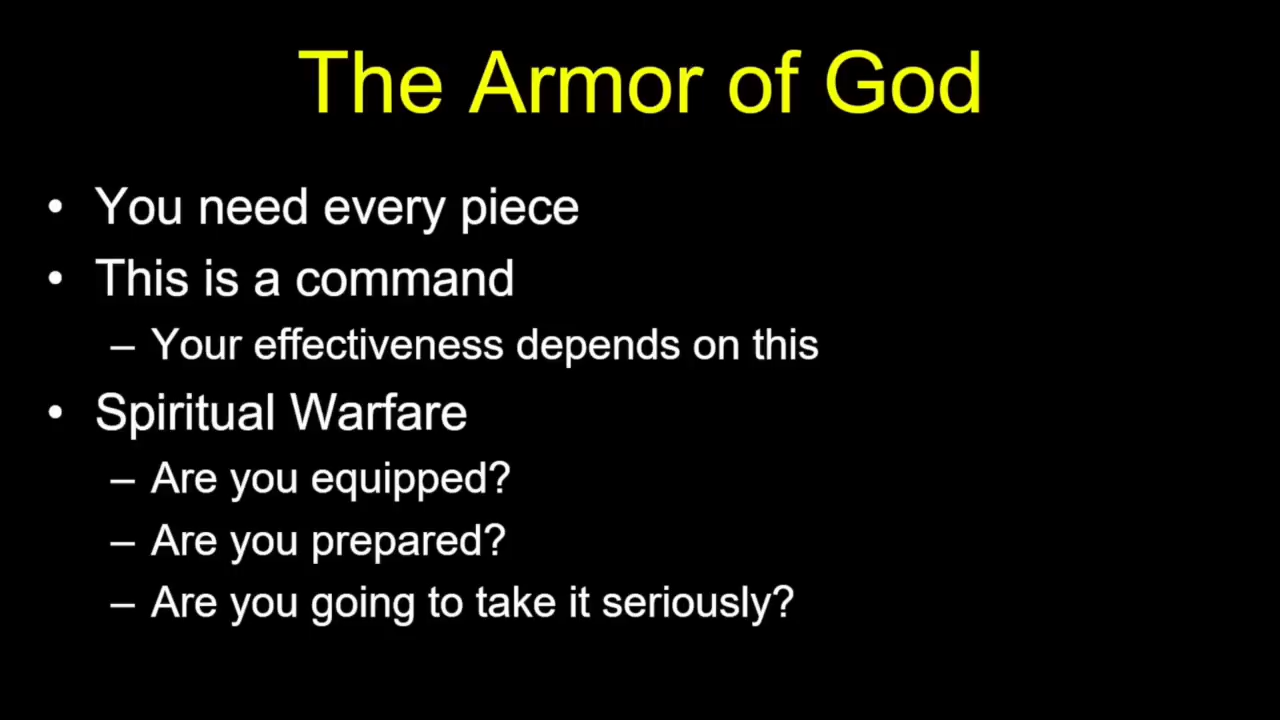 The Armor of God
• You need every piece
• This is a command
– Your effectiveness depends on this
• Spiritual Warfare
– Are you equipped?
– Are you prepared?
– Are you going to take it seriously?